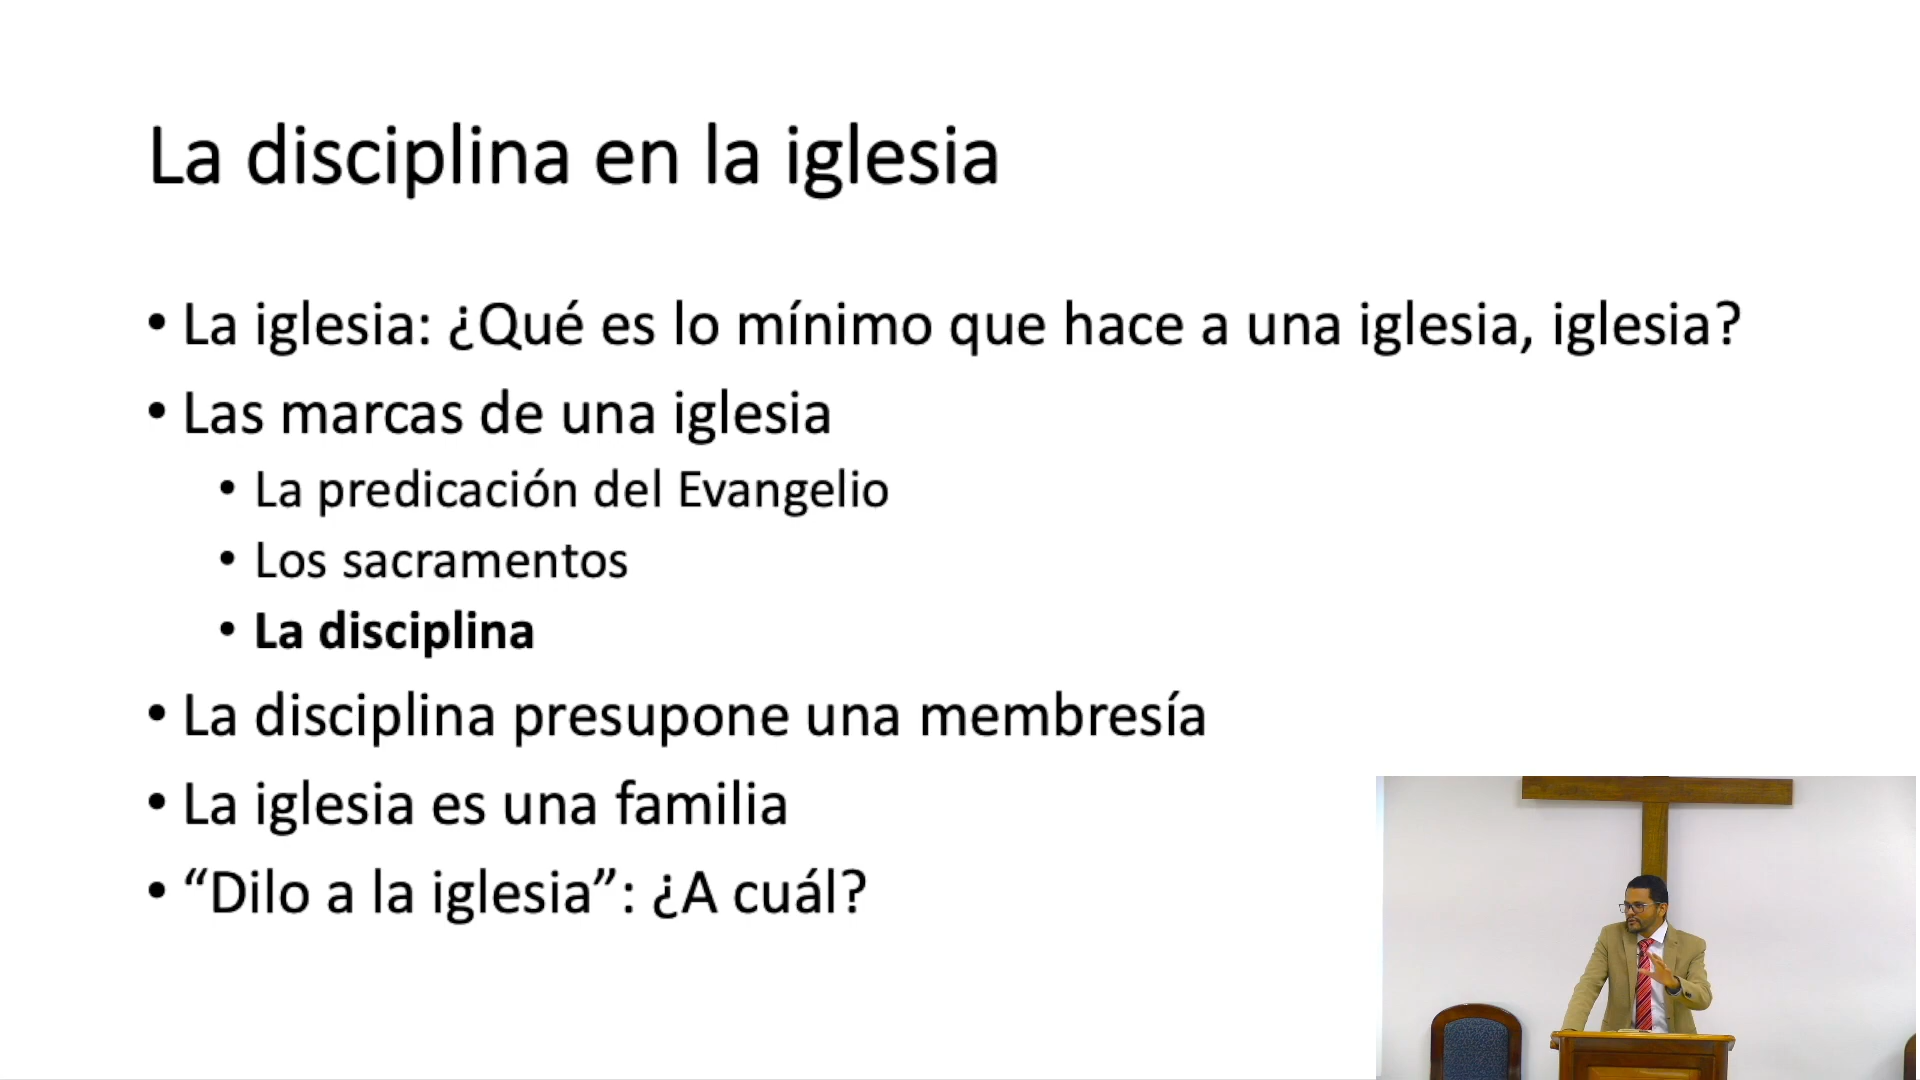 La disciplina en la iglesia
• La iglesia: ¿Qué es lo mínimo que hace a una iglesia, iglesia?
• Las marcas de una iglesia
• La predicación del Evangelio
• Los sacramentos
• La disciplina
• La disciplina presupone una membresía
• La iglesia es una familia
• “Dilo a la iglesia”: ¿A cuál?